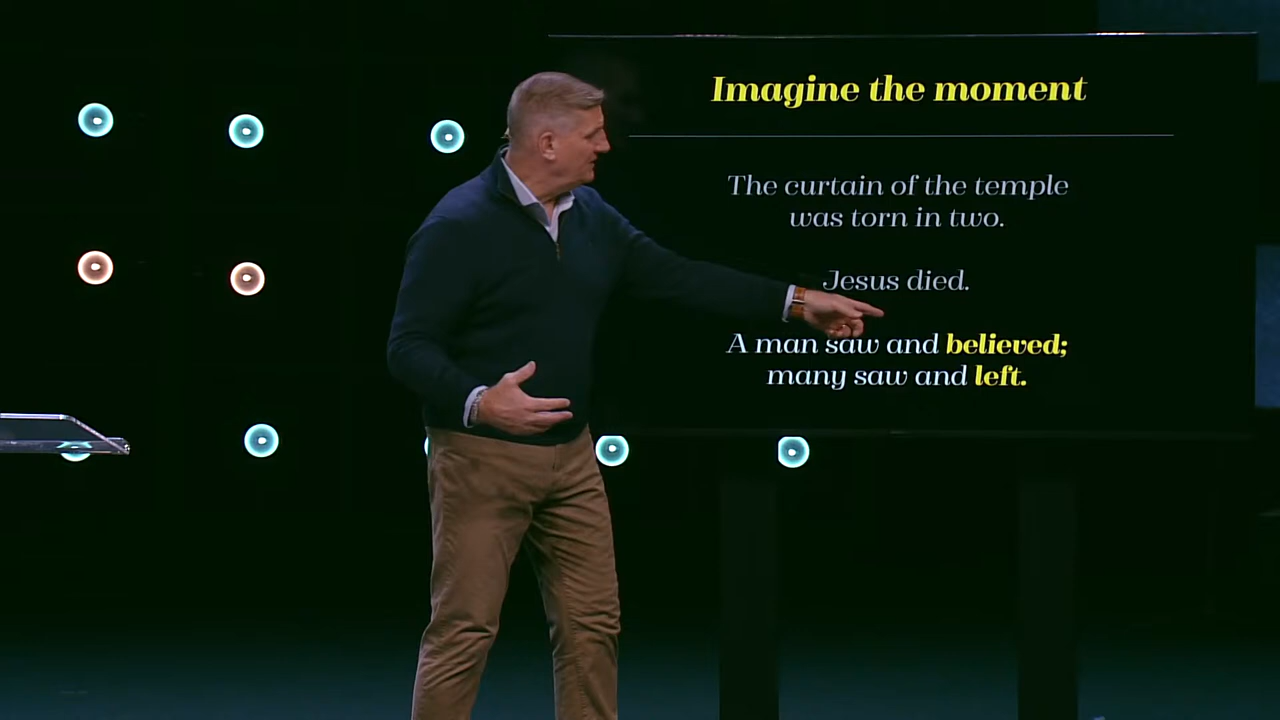 Imagine the moment
The curtain of the temple
was torn in two.
Jesus died.
A man saw and believed;
many saw and left.